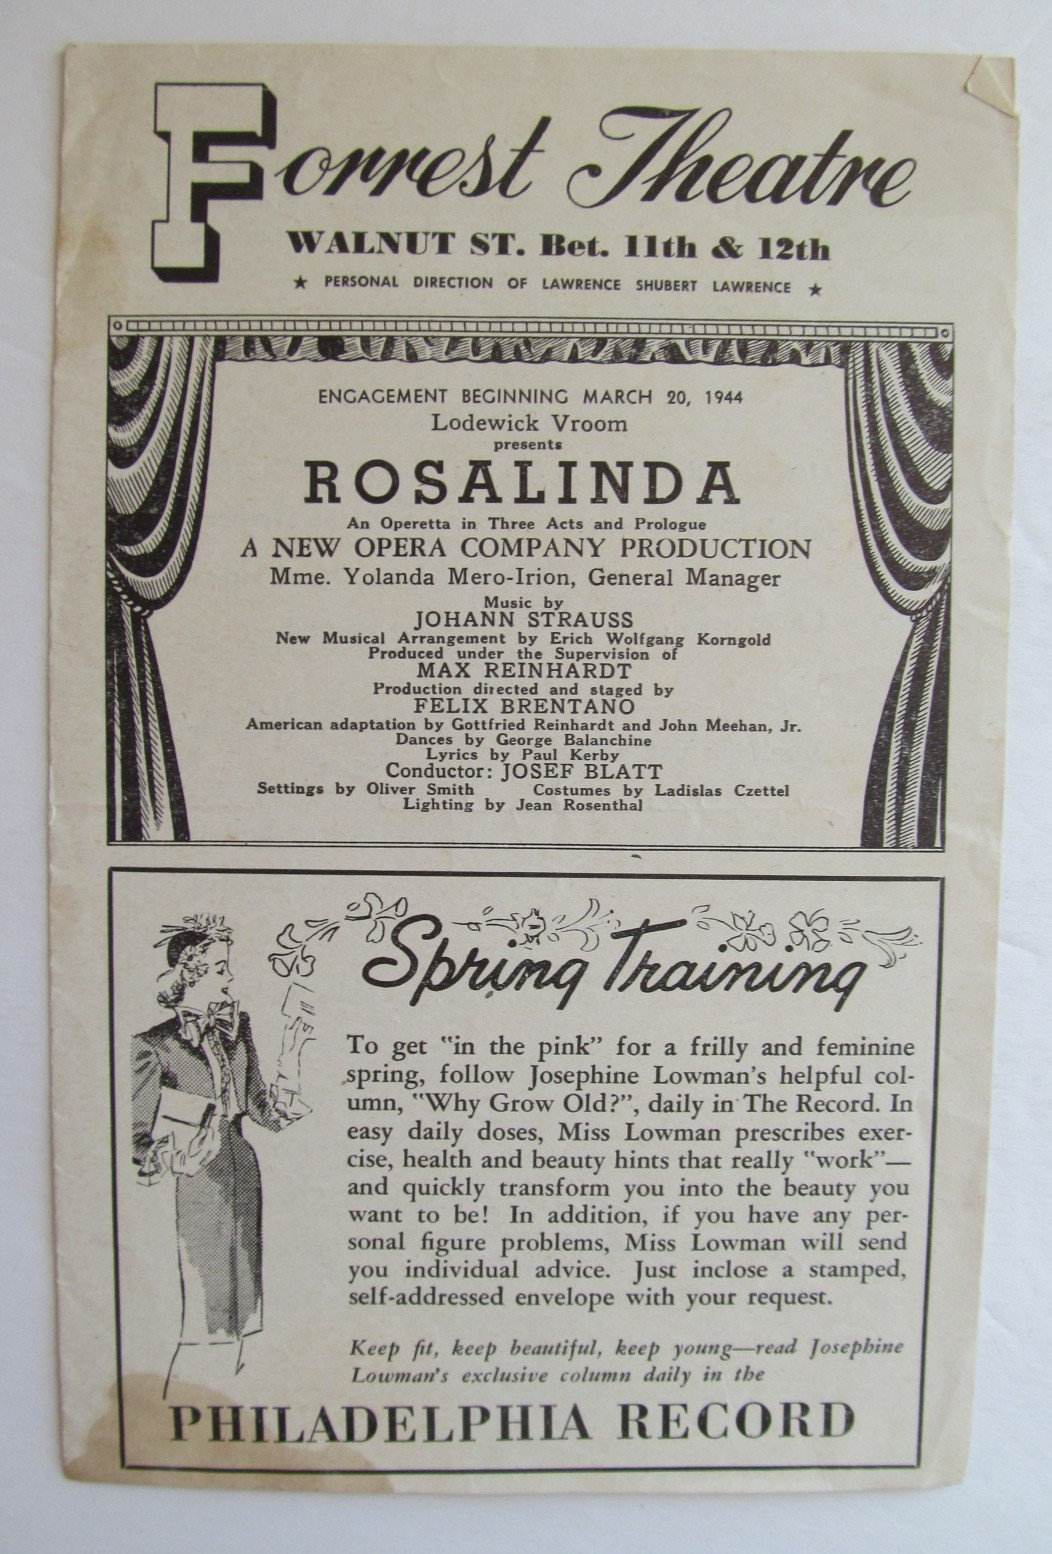 Forrest Theatre
WALNUT ST. Bet. 11th & 12th
★ PERSONAL DIRECTION OF LAWRENCE SHUBERT LAWRENCE ★
ENGAGEMENT BEGINNING MARCH 20, 1944
Lodewick Vroom
presents
ROSALINDA
An Operetta in Three Acts and Prologue
A NEW OPERA COMPANY PRODUCTION
Mme. Yolanda Mero-Irion, General Manager
Music by
JOHANN STRAUSS
New Musical Arrangement by Erich Wolfgang Korngold
Produced under the Supervision of
MAX REINHARDT
Production directed and staged by
FELIX BRENTANO
American adaptation by Gottfried Reinhardt and John Meehan, Jr.
Dances by George Balanchine
Lyrics by Paul Kerby
Conductor: JOSEF BLATT
Settings by Oliver Smith Costumes by Ladislas Czettel
Lighting by Jean Rosenthal
Spring Training
To get "in the pink" for a frilly and feminine
spring, follow Josephine Lowman's helpful col-
umn, "Why Grow Old?", daily in The Record. In
easy daily doses, Miss Lowman prescribes exer-
cise, health and beauty hints that really "work"—
and quickly transform you into the beauty you
want to be! In addition, if you have any per-
sonal figure problems, Miss Lowman will send
you individual advice. Just inclose a stamped,
self-addressed envelope with your request.
Keep fit, keep beautiful, keep young—read Josephine
Lowman's exclusive column daily in the
PHILADELPHIA RECORD